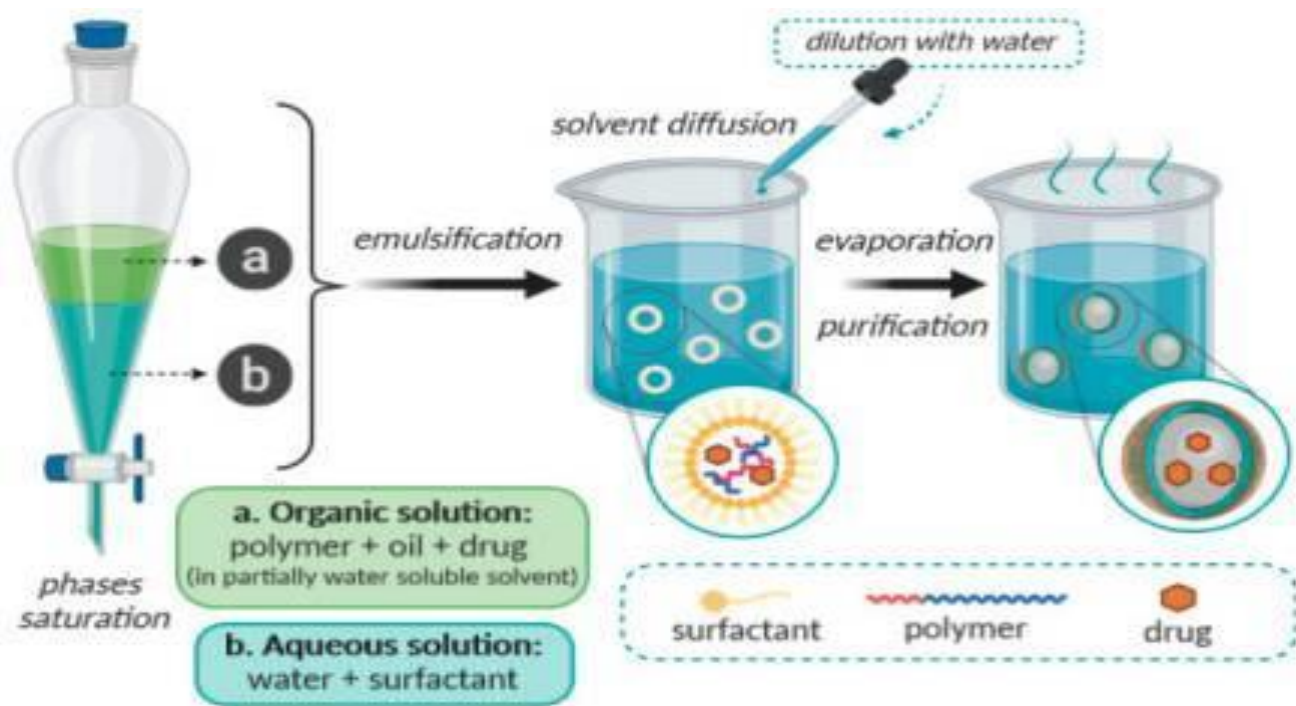 dilution with water
solvent diffusion
a
emulsification
evaporation
purification
b
phases
saturation
a. Organic solution:
polymer + oil + drug
(in partially water soluble solvent)
b. Aqueous solution:
water + surfactant
surfactant
polymer
drug